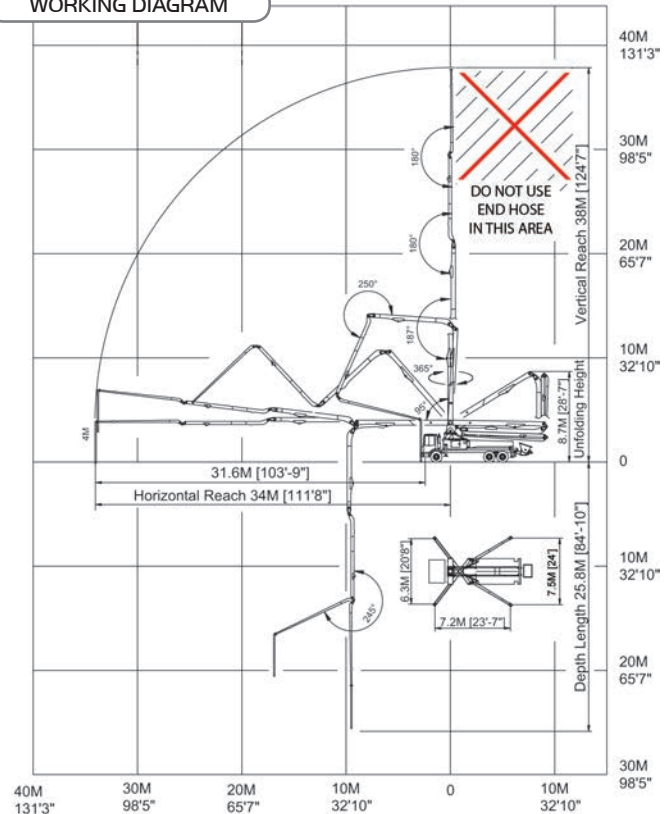 WORKING DIAGRAM
40M
131'3"
30M
98'5"
20M
65'7"
10M
32'10"
0
10M
32'10"
20M
65'7"
30M
98'5"
180°
180°
187°
250°
365°
95°
245°
DO NOT USE
END HOSE
IN THIS AREA
Vertical Reach 38M [124'7"]
Unfolding Height
8.7M [28'-7"]
4M
31.6M [103'-9"]
Horizontal Reach 34M [111'8"]
Depth Length 25.8M [84'-10"]
6.3M [20'8"]
7.5M [24']
7.2M [23'-7"]
40M
131'3"
30M
98'5"
20M
65'7"
10M
32'10"
0
10M
32'10"